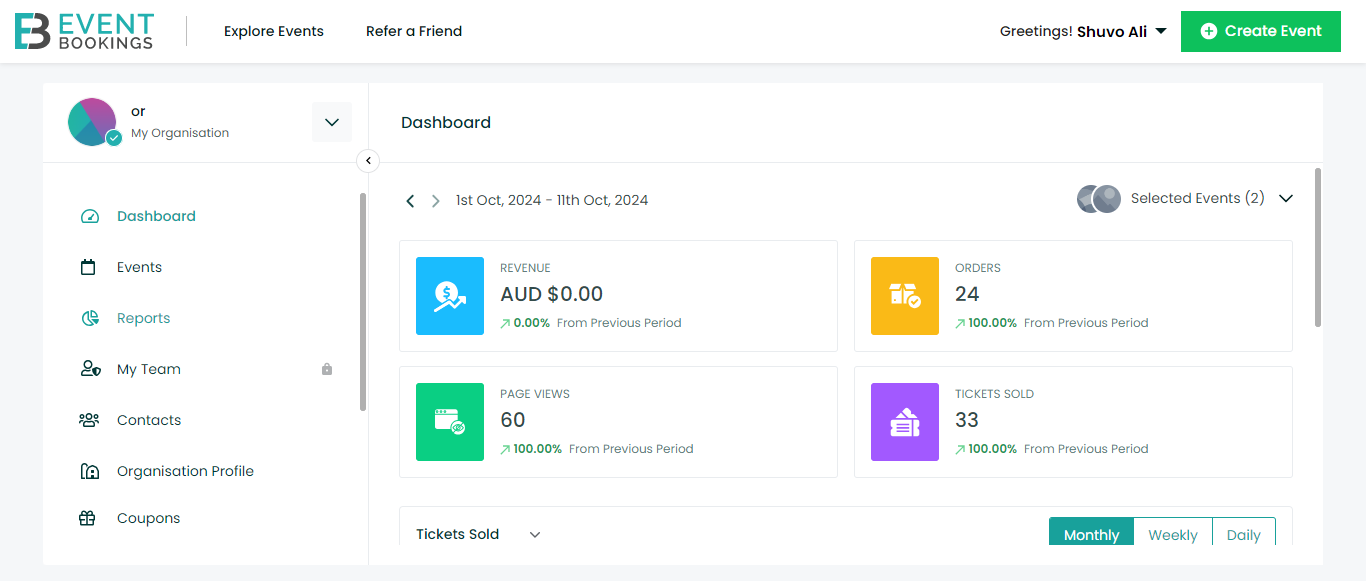 EB EVENT BOOKINGS
Explore Events
Refer a Friend
Greetings! Shuvo Ali
Create Event
or
My Organisation
Dashboard
Dashboard
Events
Reports
My Team
Contacts
Organisation Profile
Coupons
1st Oct, 2024 - 11th Oct, 2024
Selected Events (2)
REVENUE
AUD $0.00
0.00% From Previous Period
ORDERS
24
100.00% From Previous Period
PAGE VIEWS
60
100.00% From Previous Period
TICKETS SOLD
33
100.00% From Previous Period
Tickets Sold
Monthly
Weekly
Daily